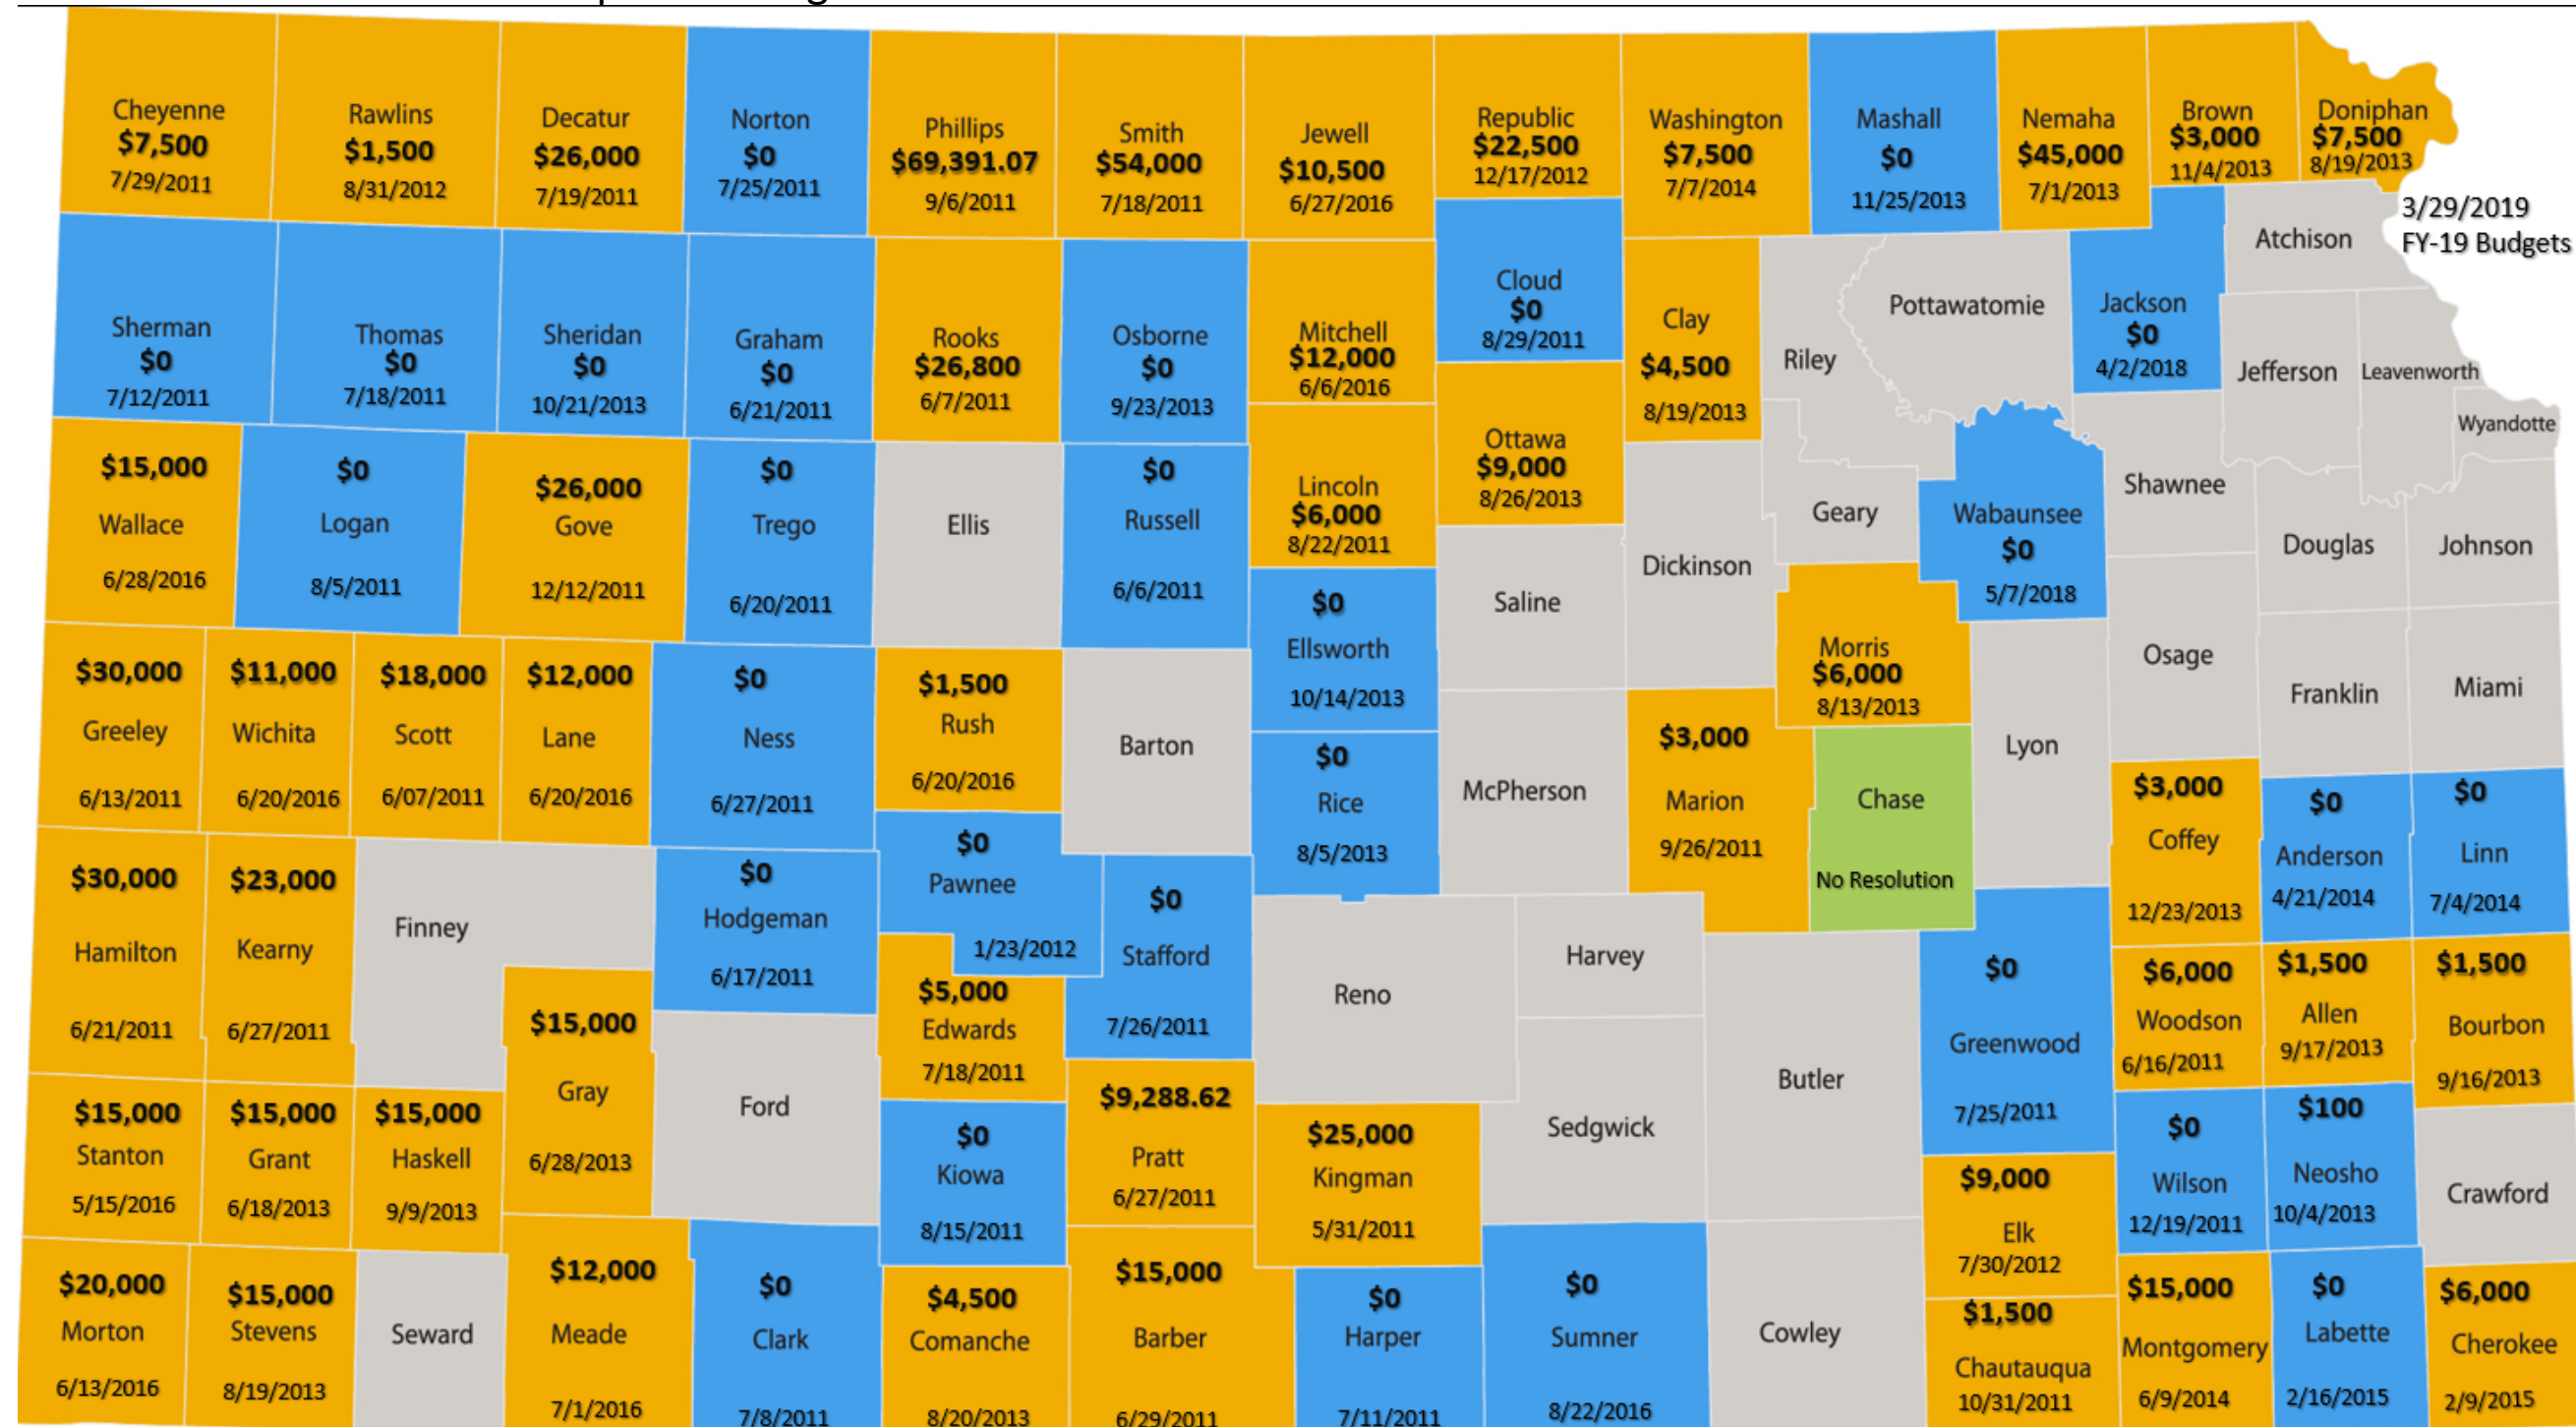 Cheyenne
$7,500
7/29/2011
Rawlins
$1,500
8/31/2012
Decatur
$26,000
7/19/2011
Norton
$0
7/25/2011
Phillips
$69,391.07
9/6/2011
Smith
$54,000
7/18/2011
Jewell
$10,500
6/27/2016
Republic
$22,500
12/17/2012
Washington
$7,500
7/7/2014
Mashall
$0
11/25/2013
Nemaha
$45,000
7/1/2013
Brown
$3,000
11/4/2013
Doniphan
$7,500
8/19/2013
3/29/2019
FY-19 Budgets
Sherman
$0
7/12/2011
Thomas
$0
7/18/2011
Sheridan
$0
10/21/2013
Graham
$0
6/21/2011
Rooks
$26,800
6/7/2011
Osborne
$0
9/23/2013
Mitchell
$12,000
6/6/2016
Cloud
$0
8/29/2011
Clay
$4,500
8/19/2013
Riley
Pottawatomie
Jackson
$0
4/2/2018
Atchison
Jefferson
Leavenworth
Wyandotte
$15,000
Wallace
6/28/2016
$0
Logan
8/5/2011
$26,000
Gove
12/12/2011
$0
Trego
6/20/2011
Ellis
$0
Russell
6/6/2011
Lincoln
$6,000
8/22/2011
Ottawa
$9,000
8/26/2013
Saline
Dickinson
Geary
Wabaunsee
$0
5/7/2018
Shawnee
Douglas
Johnson
$30,000
Greeley
6/13/2011
$11,000
Wichita
6/20/2016
$18,000
Scott
6/07/2011
$12,000
Lane
6/20/2016
$0
Ness
6/27/2011
$1,500
Rush
6/20/2016
Barton
$0
Ellsworth
10/14/2013
$0
Rice
8/5/2013
McPherson
$3,000
Marion
9/26/2011
Morris
$6,000
8/13/2013
Chase
No Resolution
Lyon
Osage
Franklin
Miami
$3,000
Coffey
12/23/2013
$0
Anderson
4/21/2014
$0
Linn
7/4/2014
$30,000
Hamilton
6/21/2011
$23,000
Kearny
6/27/2011
Finney
$0
Hodgeman
6/17/2011
$0
Pawnee
1/23/2012
$0
Stafford
7/26/2011
$5,000
Edwards
7/18/2011
Reno
Harvey
Sedgwick
Butler
$0
Greenwood
7/25/2011
$6,000
Woodson
6/16/2011
$1,500
Allen
9/17/2013
$1,500
Bourbon
9/16/2013
$15,000
Stanton
5/15/2016
$15,000
Grant
6/18/2013
$15,000
Haskell
9/9/2013
$15,000
Gray
6/28/2013
Ford
$0
Kiowa
8/15/2011
$9,288.62
Pratt
6/27/2011
$25,000
Kingman
5/31/2011
$9,000
Elk
7/30/2012
$0
Wilson
12/19/2011
$100
Neosho
10/4/2013
Crawford
$20,000
Morton
6/13/2016
$15,000
Stevens
8/19/2013
Seward
$12,000
Meade
7/1/2016
$0
Clark
7/8/2011
$4,500
Comanche
8/20/2013
$15,000
Barber
6/29/2011
$0
Harper
7/11/2011
$0
Sumner
8/22/2016
Cowley
$1,500
Chautauqua
10/31/2011
$15,000
Montgomery
6/9/2014
$0
Labette
2/16/2015
$6,000
Cherokee
2/9/2015